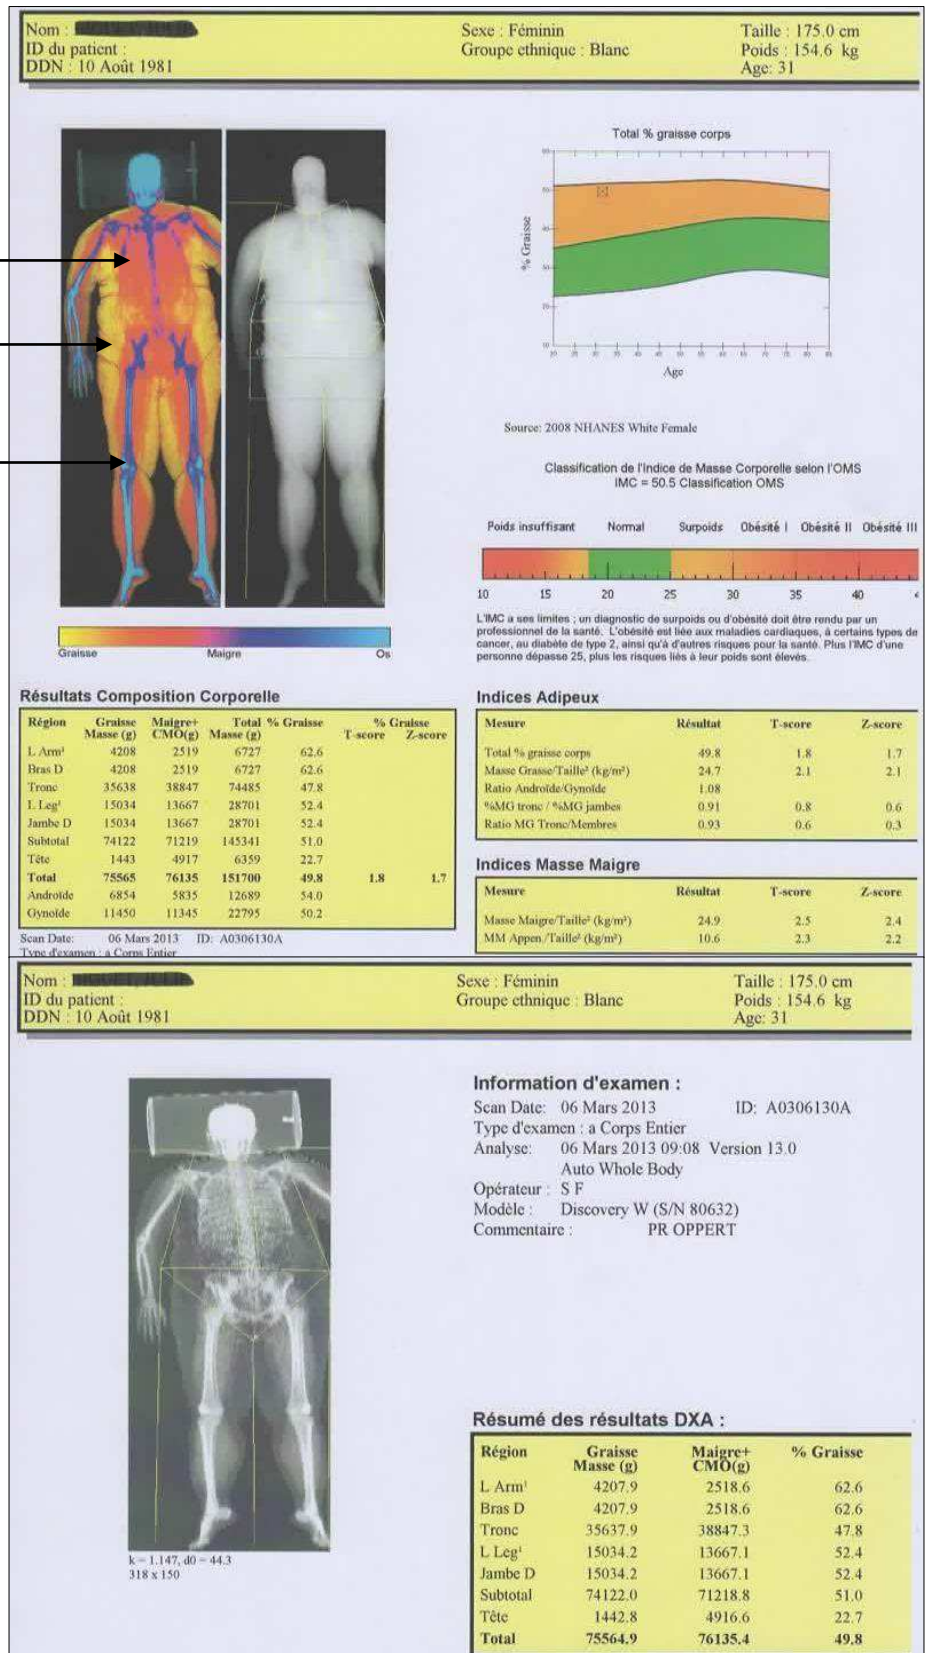 Nom :
Sexe : Féminin
Taille : 175.0 cm
ID du patient :
Groupe ethnique : Blanc
Poids : 154.6 kg
DDN : 10 Août 1981
Age: 31
Total % graisse corps
% Graisse
Age
Source: 2008 NHANES White Female
Classification de l'Indice de Masse Corporelle selon l'OMS
IMC = 50.5 Classification OMS
Poids insuffisant Normal Surpoids Obésité I Obésité II Obésité III
10 15 20 25 30 35 40
L'IMC a ses limites ; un diagnostic de surpoids ou d'obésité doit être rendu par un
professionnel de la santé. L'obésité est liée aux maladies cardiaques, à certains types de
cancer, au diabète de type 2, ainsi qu'à d'autres risques pour la santé. Plus l'IMC d'une
personne dépasse 25, plus les risques liés à leur poids sont élevés.
Graisse Maigre Os
Résultats Composition Corporelle
Région Graisse Masse (g) Maigre+ CMO(g) Total Masse (g) % Graisse % Graisse T-score Z-score
L Arm¹ 4208 2519 6727 62.6
Bras D 4208 2519 6727 62.6
Tronc 35638 38847 74485 47.8
L Leg¹ 15034 13667 28701 52.4
Jambe D 15034 13667 28701 52.4
Subtotal 74122 71219 145341 51.0
Tête 1443 4917 6359 22.7
Total 75565 76135 151700 49.8 1.8 1.7
Androïde 6854 5835 12689 54.0
Gynoïde 11450 11345 22795 50.2
Scan Date: 06 Mars 2013 ID: A0306130A
Type d'examen : a Corps Entier
Indices Adipeux
Mesure Résultat T-score Z-score
Total % graisse corps 49.8 1.8 1.7
Masse Grasse/Taille² (kg/m²) 24.7 2.1 2.1
Ratio Androïde/Gynoïde 1.08
%MG tronc / %MG jambes 0.91 0.8 0.6
Ratio MG Tronc/Membres 0.93 0.6 0.3
Indices Masse Maigre
Mesure Résultat T-score Z-score
Masse Maigre/Taille² (kg/m²) 24.9 2.5 2.4
MM Appen./Taille² (kg/m²) 10.6 2.3 2.2
Nom :
Sexe : Féminin
Taille : 175.0 cm
ID du patient :
Groupe ethnique : Blanc
Poids : 154.6 kg
DDN : 10 Août 1981
Age: 31
k = 1.147, d0 = 44.3
318 x 150
Information d'examen :
Scan Date: 06 Mars 2013 ID: A0306130A
Type d'examen : a Corps Entier
Analyse: 06 Mars 2013 09:08 Version 13.0
Auto Whole Body
Opérateur : S F
Modèle : Discovery W (S/N 80632)
Commentaire : PR OPPERT
Résumé des résultats DXA :
Région Graisse Masse (g) Maigre+ CMO(g) % Graisse
L Arm¹ 4207.9 2518.6 62.6
Bras D 4207.9 2518.6 62.6
Tronc 35637.9 38847.3 47.8
L Leg¹ 15034.2 13667.1 52.4
Jambe D 15034.2 13667.1 52.4
Subtotal 74122.0 71218.8 51.0
Tête 1442.8 4916.6 22.7
Total 75564.9 76135.4 49.8